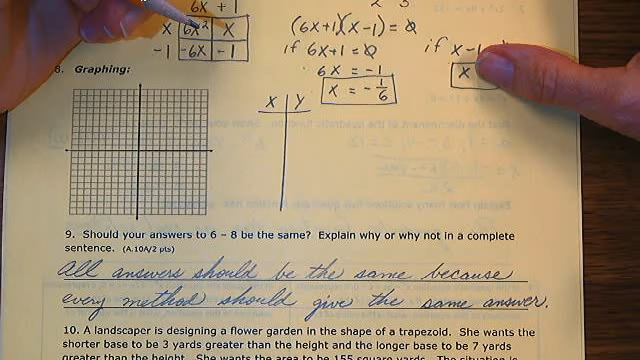 6x + 1
x 6x² x
-1 -6x -1
(6x+1)(x-1) = 0
if 6x+1 = 0
if x-1
6x = -1
x
x = -1/6
8. Graphing:
x y
9. Should your answers to 6 – 8 be the same? Explain why or why not in a complete
sentence. (A.10A/2 pts)
All answers should be the same because
every method should give the same answer.
10. A landscaper is designing a flower garden in the shape of a trapezoid. She wants the
shorter base to be 3 yards greater than the height and the longer base to be 7 yards
greater than the height. She wants the area to be 155 square yards. The situation is